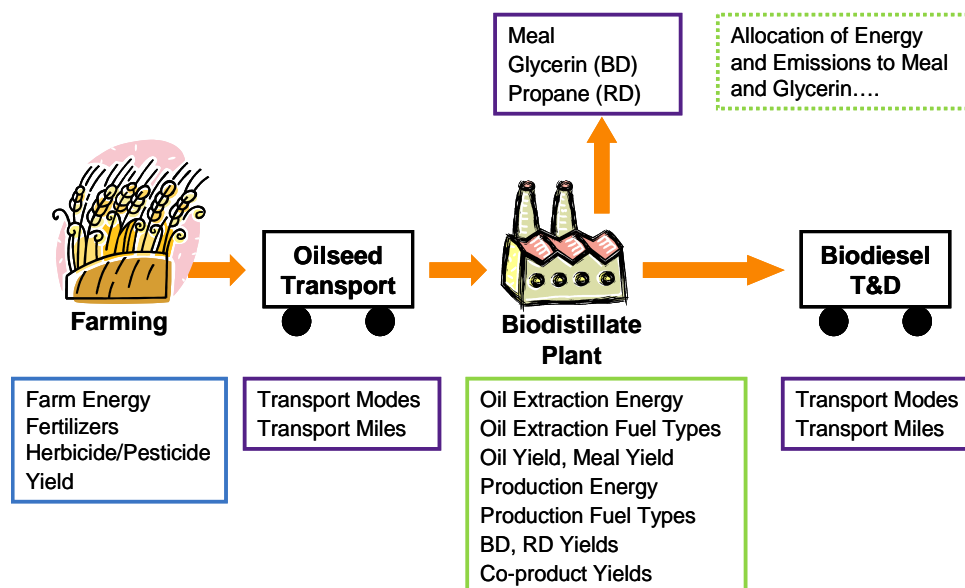 Meal
Glycerin (BD)
Propane (RD)
Allocation of Energy
and Emissions to Meal
and Glycerin….
Farming
Oilseed
Transport
Biodistillate
Plant
Biodiesel
T&D
Farm Energy
Fertilizers
Herbicide/Pesticide
Yield
Transport Modes
Transport Miles
Oil Extraction Energy
Oil Extraction Fuel Types
Oil Yield, Meal Yield
Production Energy
Production Fuel Types
BD, RD Yields
Co-product Yields
Transport Modes
Transport Miles